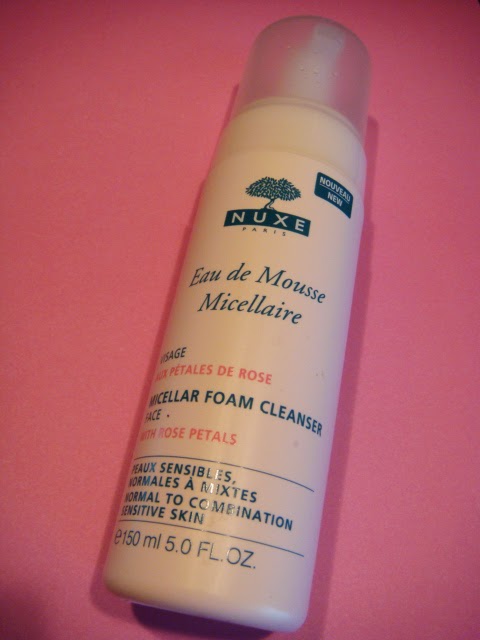 NOUVEAU
NEW
NUXE
PARIS
Eau de Mousse
Micellaire
VISAGE
AUX PÉTALES DE ROSE
MICELLAR FOAM CLEANSER
FACE
WITH ROSE PETALS
PEAUX SENSIBLES,
NORMALES À MIXTES
NORMAL TO COMBINATION
SENSITIVE SKIN
e 150 ml 5.0 FL.OZ.